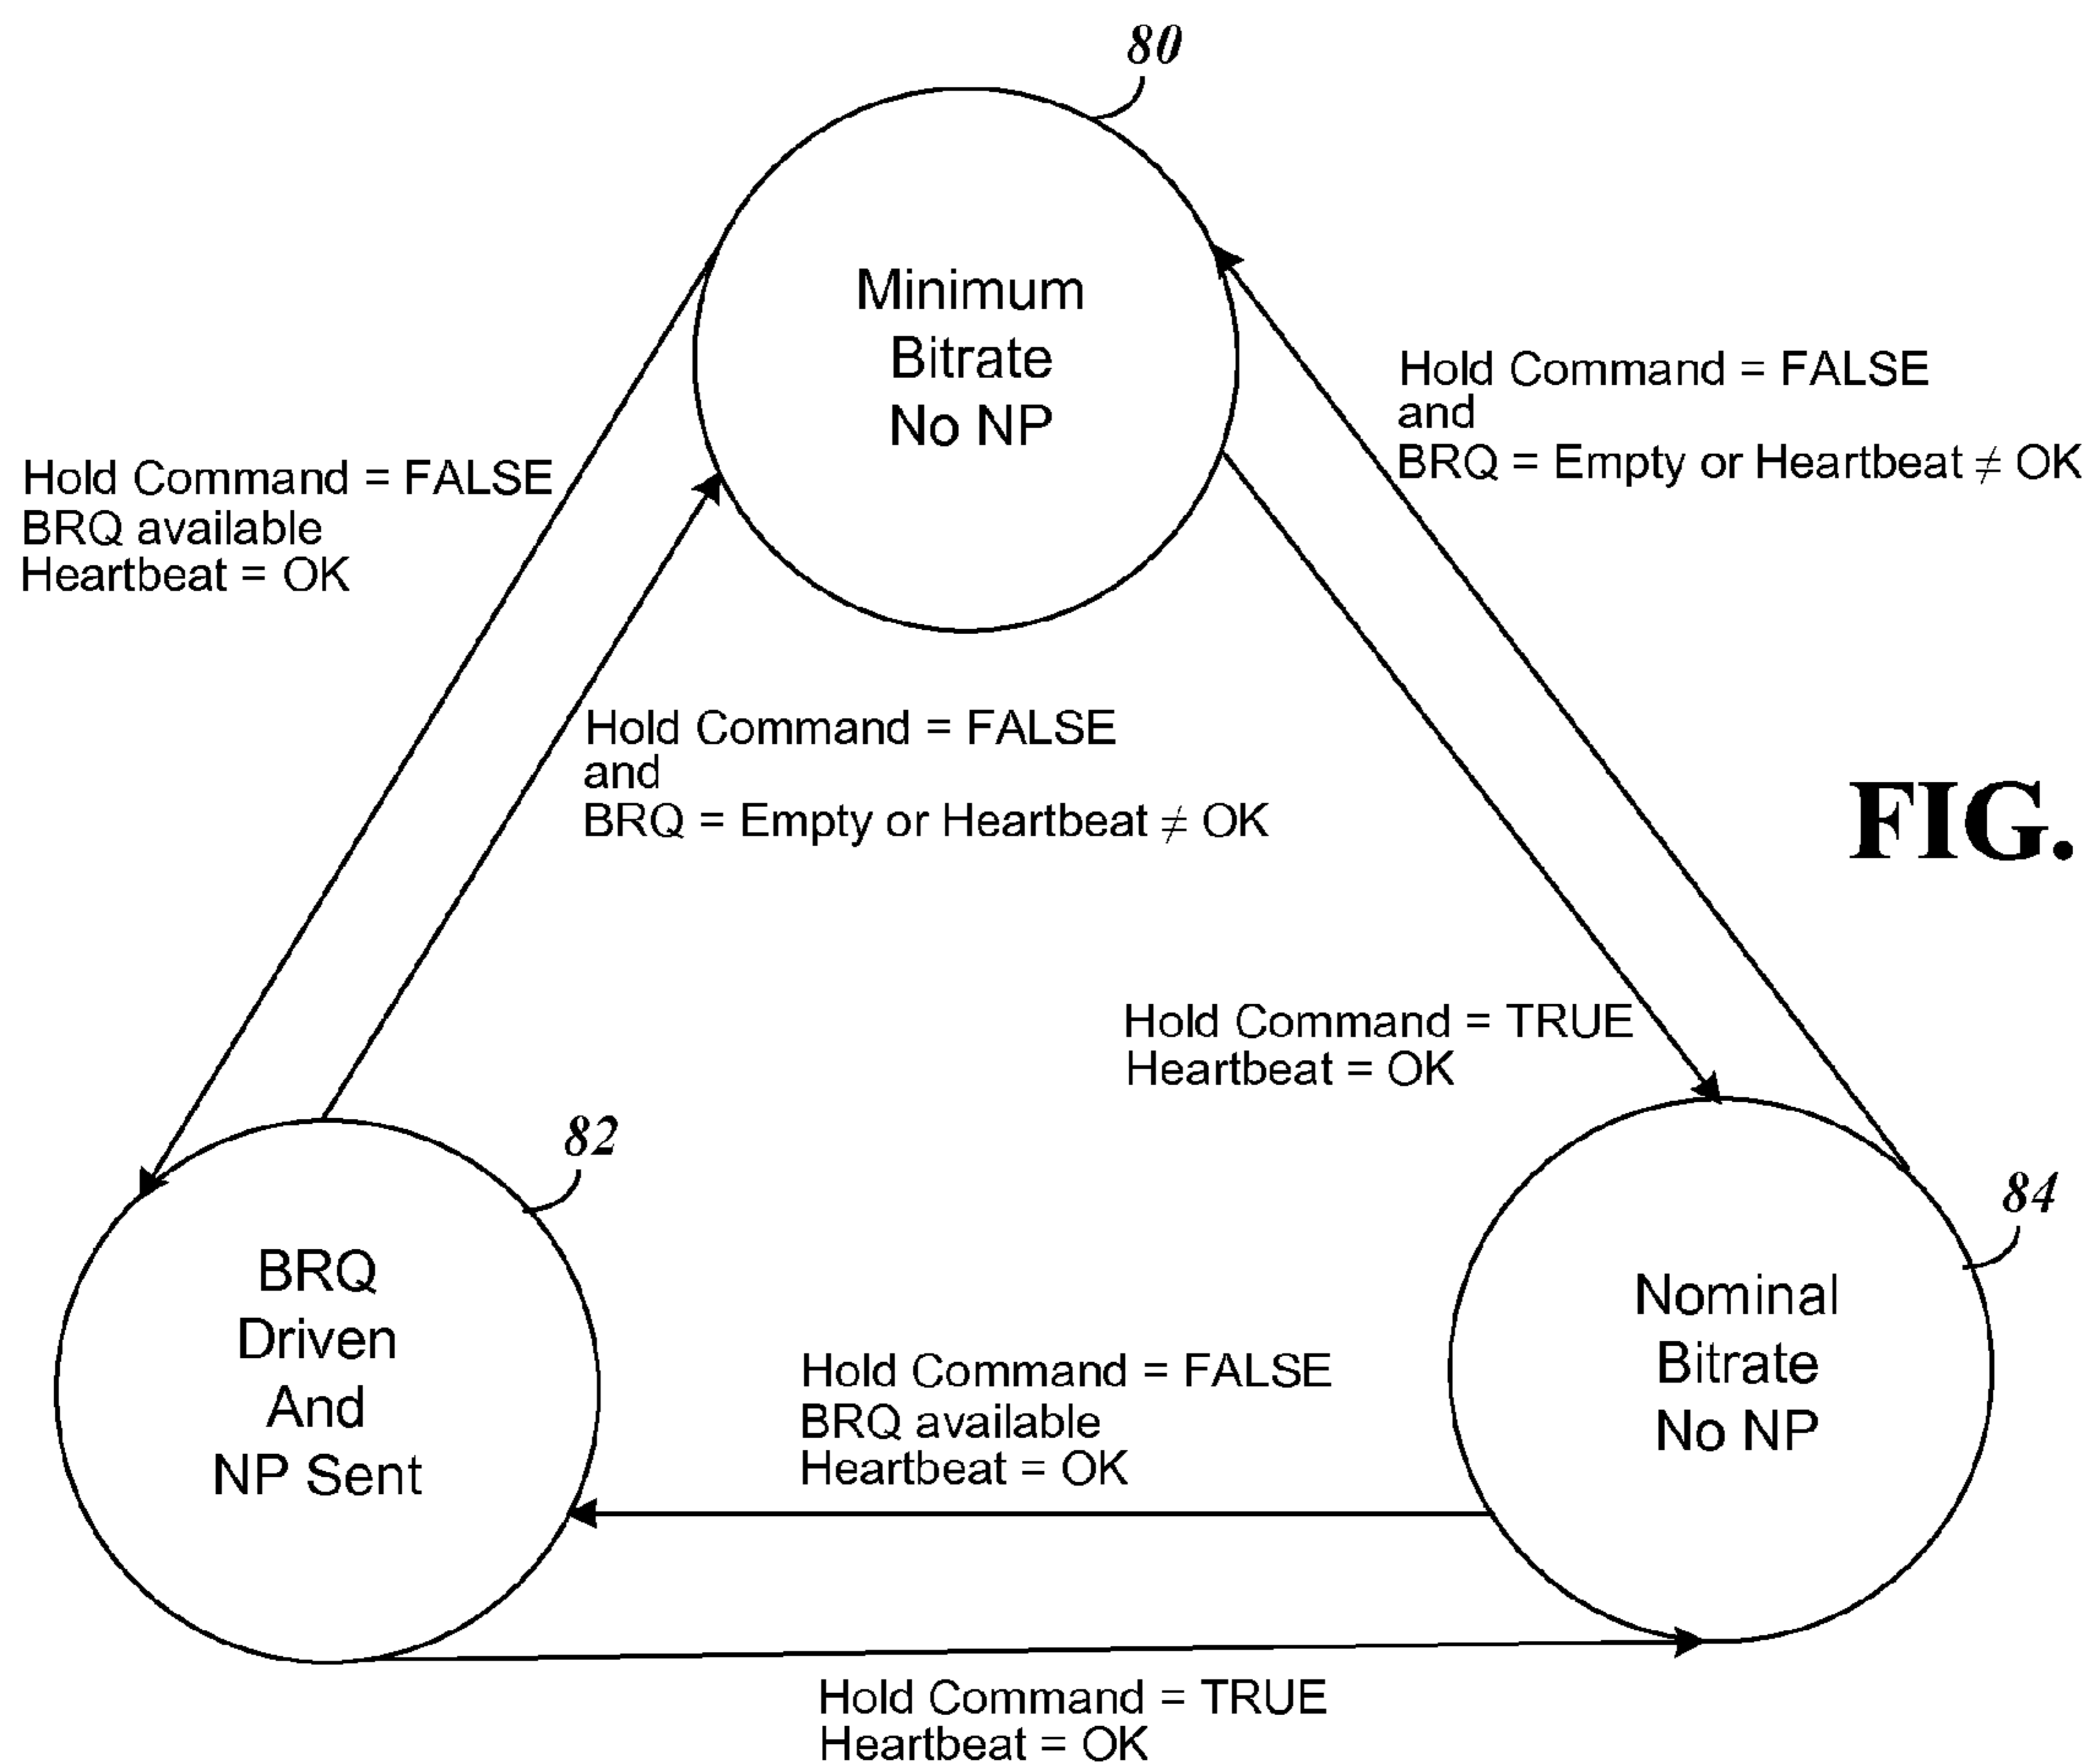 80
Minimum
Bitrate
No NP
Hold Command = FALSE
and
BRQ = Empty or Heartbeat ≠ OK
Hold Command = FALSE
BRQ available
Heartbeat = OK
Hold Command = FALSE
and
BRQ = Empty or Heartbeat ≠ OK
FIG.
Hold Command = TRUE
Heartbeat = OK
82
84
BRQ
Driven
And
NP Sent
Nominal
Bitrate
No NP
Hold Command = FALSE
BRQ available
Heartbeat = OK
Hold Command = TRUE
Heartbeat = OK